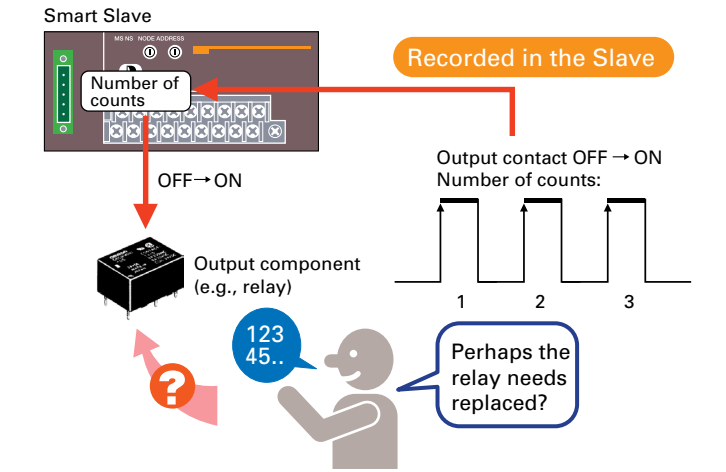 Smart Slave
MS NS NODE ADDRESS
Recorded in the Slave
Number of
counts
OFF→ON
Output contact OFF → ON
Number of counts:
1 2 3
Output component
(e.g., relay)
123
45..
?
Perhaps the
relay needs
replaced?